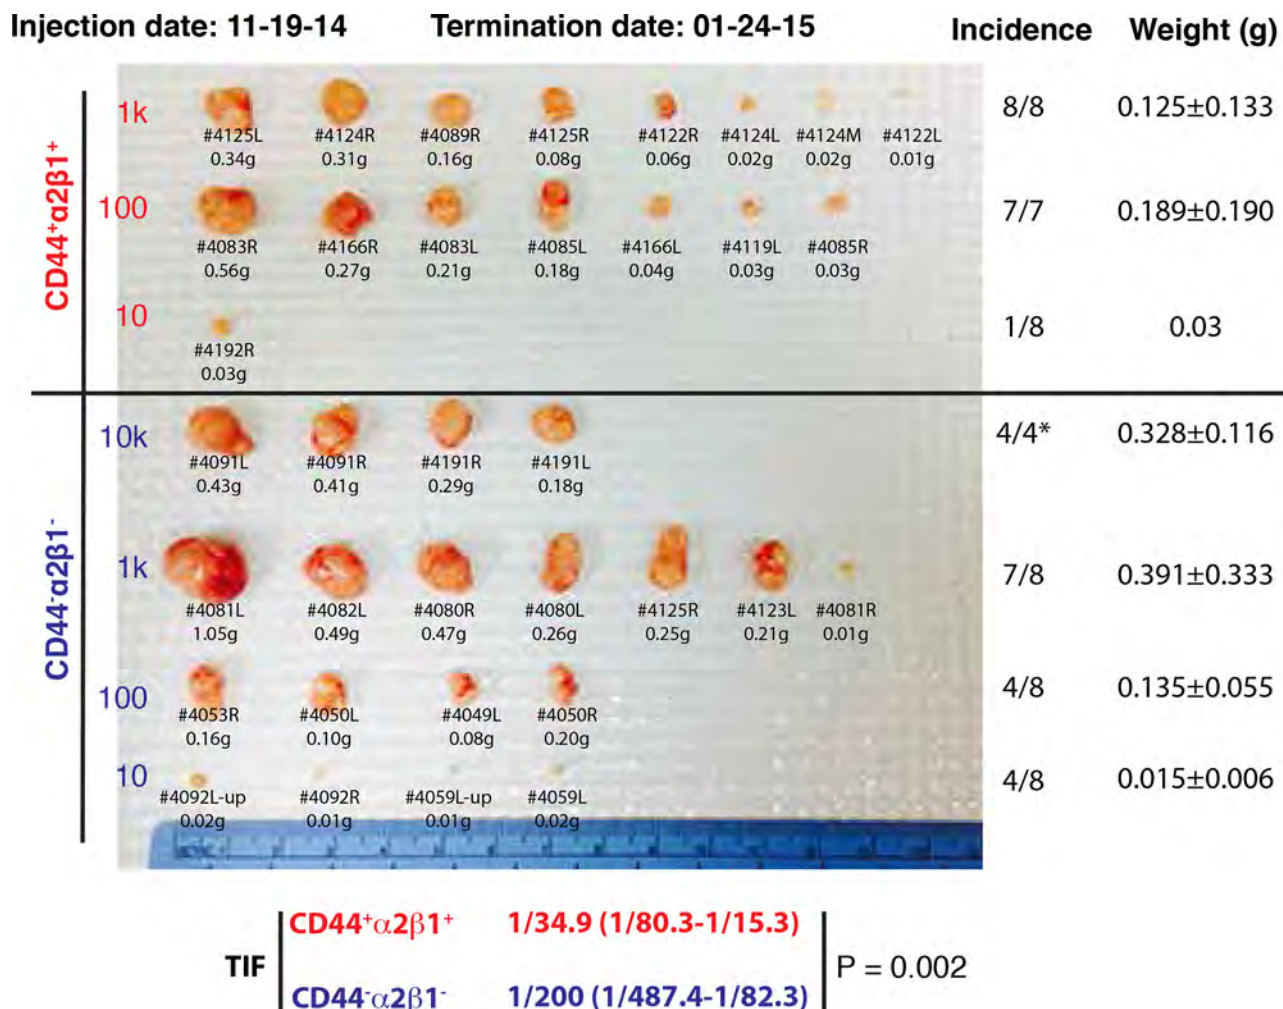 Injection date: 11-19-14 Termination date: 01-24-15 Incidence Weight (g)
CD44⁺α2β1⁺
1k
#4125L #4124R #4089R #4125R #4122R #4124L #4124M #4122L
0.34g 0.31g 0.16g 0.08g 0.06g 0.02g 0.02g 0.01g
8/8 0.125±0.133
100
#4083R #4166R #4083L #4085L #4166L #4119L #4085R
0.56g 0.27g 0.21g 0.18g 0.04g 0.03g 0.03g
7/7 0.189±0.190
10
#4192R
0.03g
1/8 0.03
CD44⁻α2β1⁻
10k
#4091L #4091R #4191R #4191L
0.43g 0.41g 0.29g 0.18g
4/4* 0.328±0.116
1k
#4081L #4082L #4080R #4080L #4125R #4123L #4081R
1.05g 0.49g 0.47g 0.26g 0.25g 0.21g 0.01g
7/8 0.391±0.333
100
#4053R #4050L #4049L #4050R
0.16g 0.10g 0.08g 0.20g
4/8 0.135±0.055
10
#4092L-up #4092R #4059L-up #4059L
0.02g 0.01g 0.01g 0.02g
4/8 0.015±0.006
TIF
CD44⁺α2β1⁺ 1/34.9 (1/80.3-1/15.3)
CD44⁻α2β1⁻ 1/200 (1/487.4-1/82.3)
P = 0.002